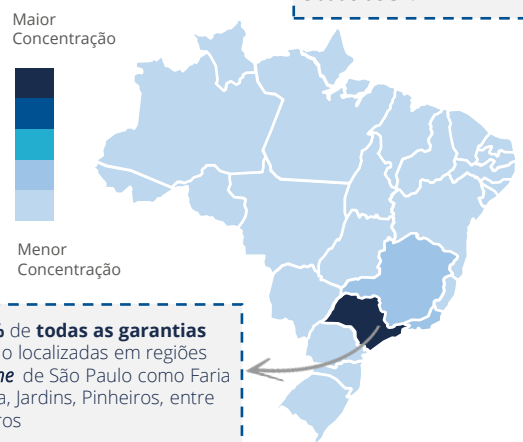 Maior
Concentração
Menor
Concentração
% de todas as garantias
o localizadas em regiões
de São Paulo como Faria
Jardins, Pinheiros, entre